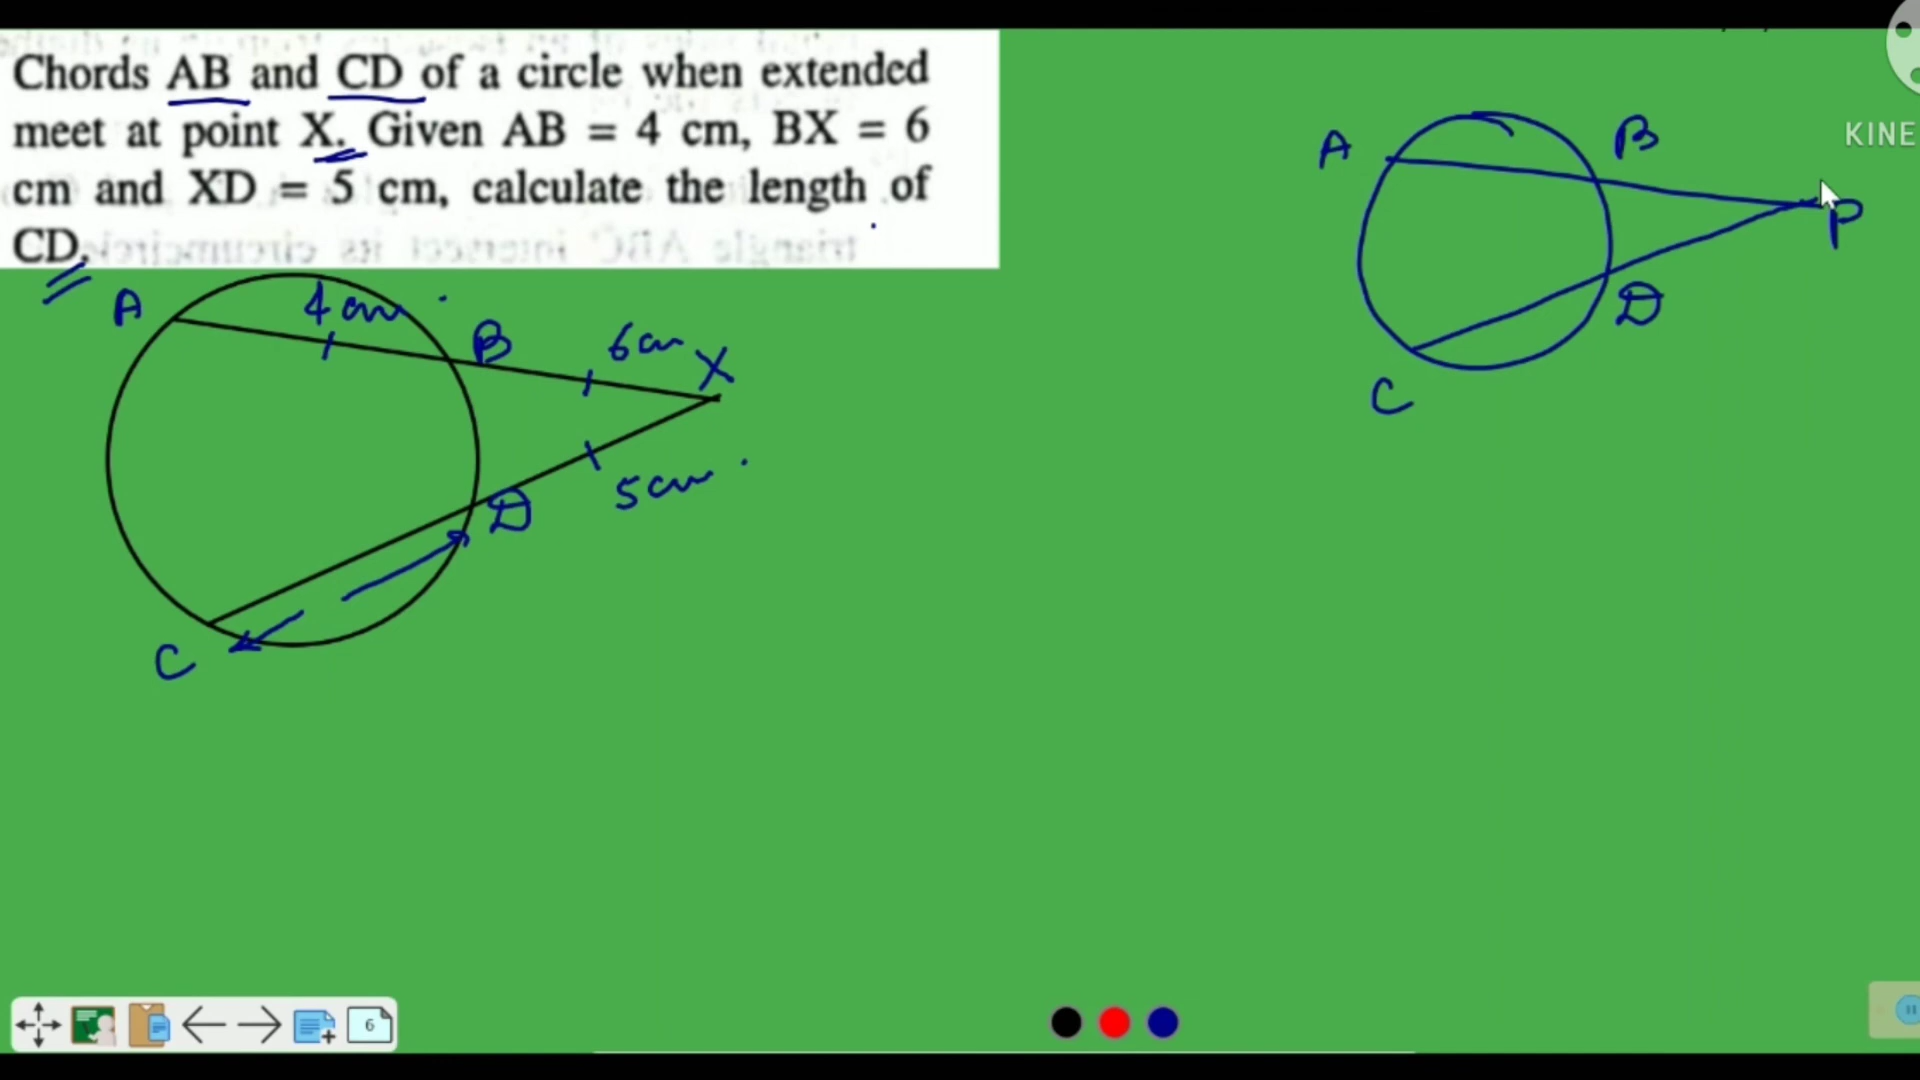 Chords AB and CD of a circle when extended
meet at point X. Given AB = 4 cm, BX = 6
cm and XD = 5 cm, calculate the length of
CD.
A
4 cm
B
6 cm
X
5 cm
D
C
A
B
P
D
C
KINE
6